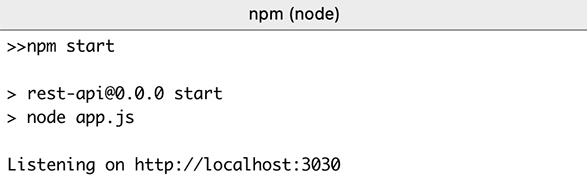 npm (node)
>>npm start
> rest-api@0.0.0 start
> node app.js
Listening on http://localhost:3030